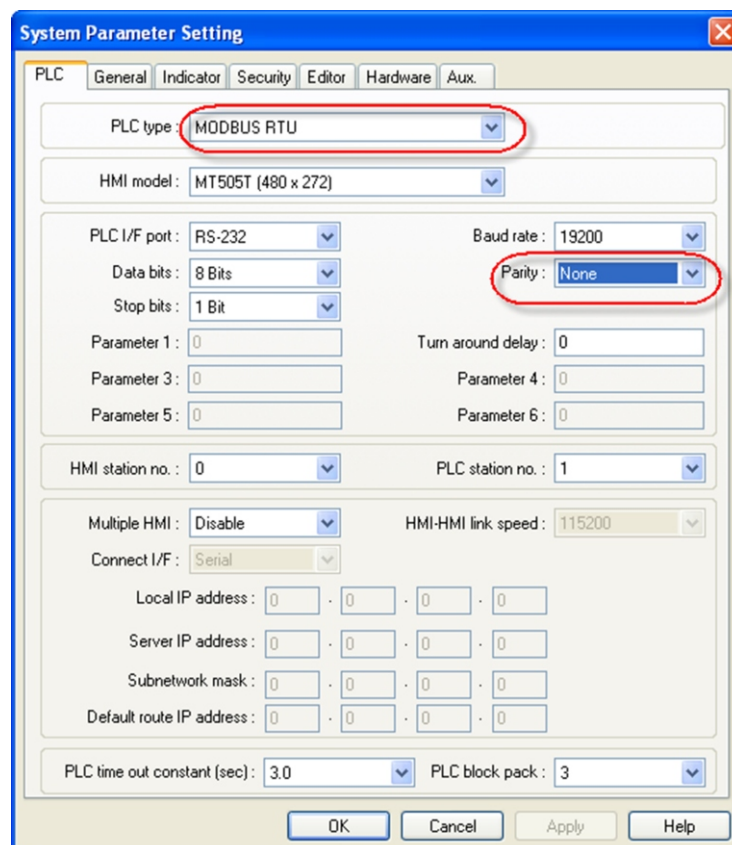 System Parameter Setting
PLC General Indicator Security Editor Hardware Aux.
PLC type : MODBUS RTU
HMI model : MT505T (480 x 272)
PLC I/F port : RS-232 Baud rate : 19200
Data bits : 8 Bits Parity : None
Stop bits : 1 Bit
Parameter 1 : 0 Turn around delay : 0
Parameter 3 : 0 Parameter 4 : 0
Parameter 5 : 0 Parameter 6 : 0
HMI station no. : 0 PLC station no. : 1
Multiple HMI : Disable HMI-HMI link speed : 115200
Connect I/F : Serial
Local IP address : 0 . 0 . 0 . 0
Server IP address : 0 . 0 . 0 . 0
Subnetwork mask : 0 . 0 . 0 . 0
Default route IP address : 0 . 0 . 0 . 0
PLC time out constant (sec) : 3.0 PLC block pack : 3
OK Cancel Apply Help